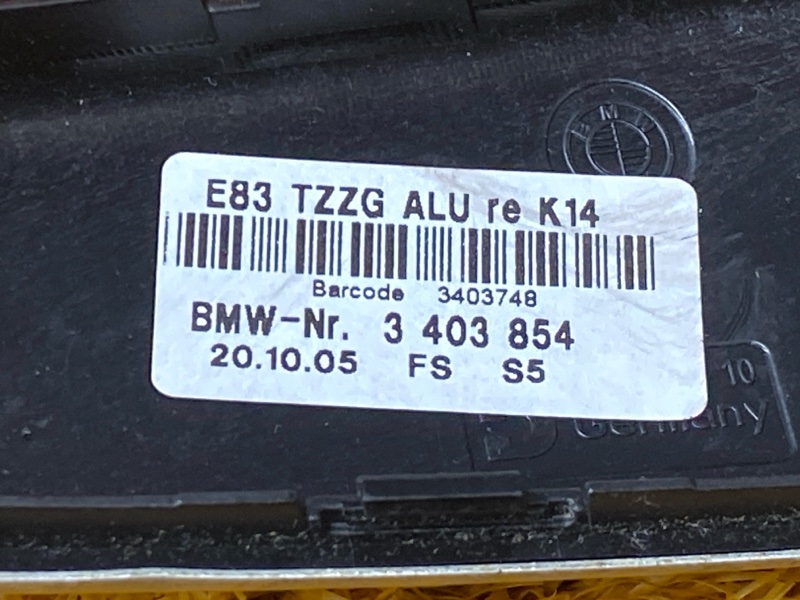 BMW
E83 TZZG ALU re K14
Barcode 3403748
BMW-Nr. 3 403 854
20.10.05 FS S5
10
Germany